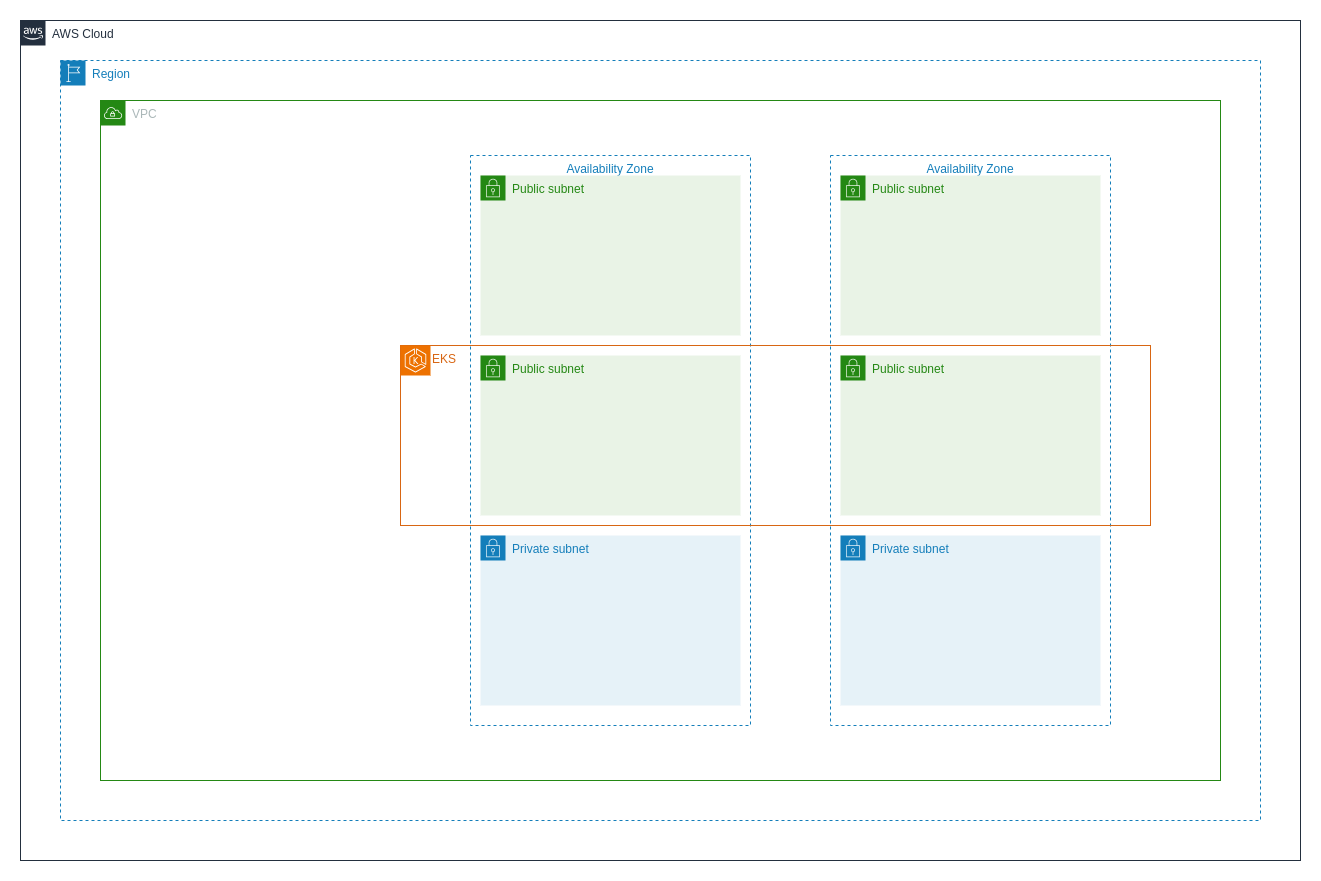 aws
AWS Cloud
Region
VPC
Availability Zone
Availability Zone
Public subnet
Public subnet
K
EKS
Public subnet
Public subnet
Private subnet
Private subnet